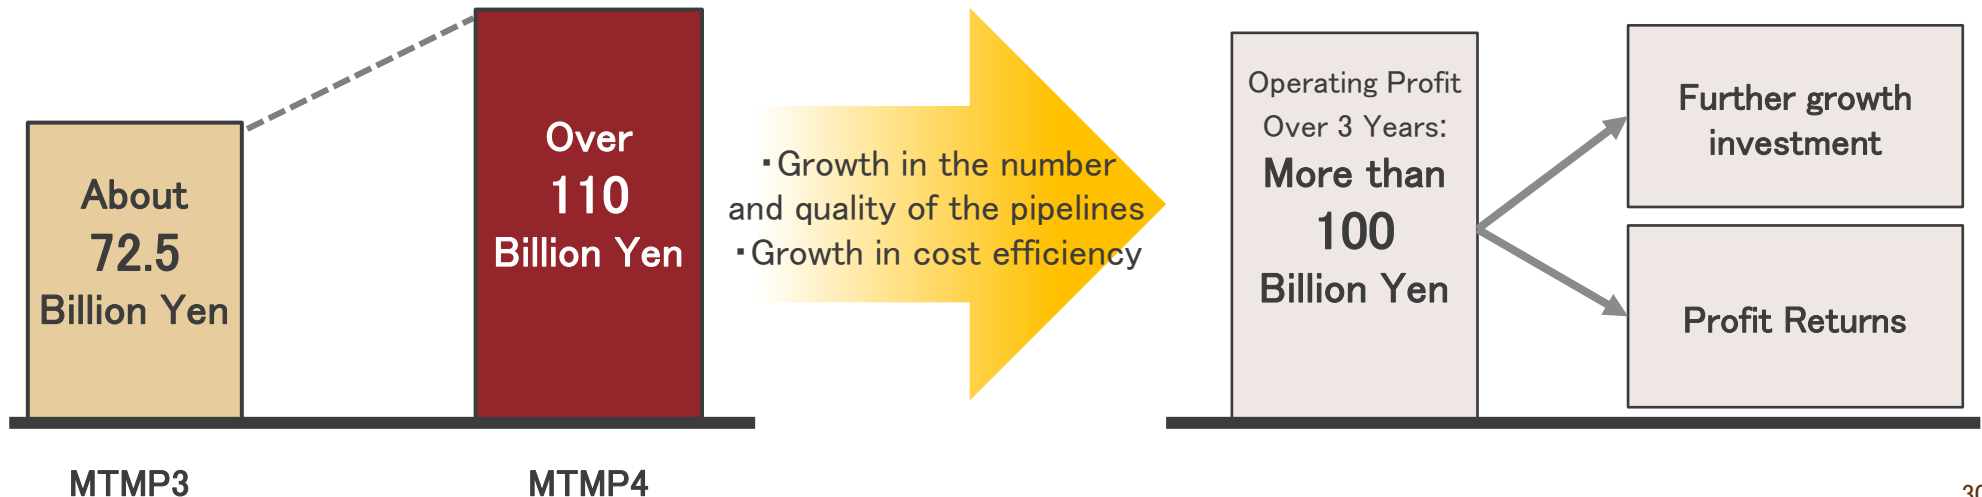 About
72.5
Billion Yen
MTMP3
Over
110
Billion Yen
MTMP4
・Growth in the number
and quality of the pipelines
・Growth in cost efficiency
Operating Profit
Over 3 Years:
More than
100
Billion Yen
Further growth
investment
Profit Returns